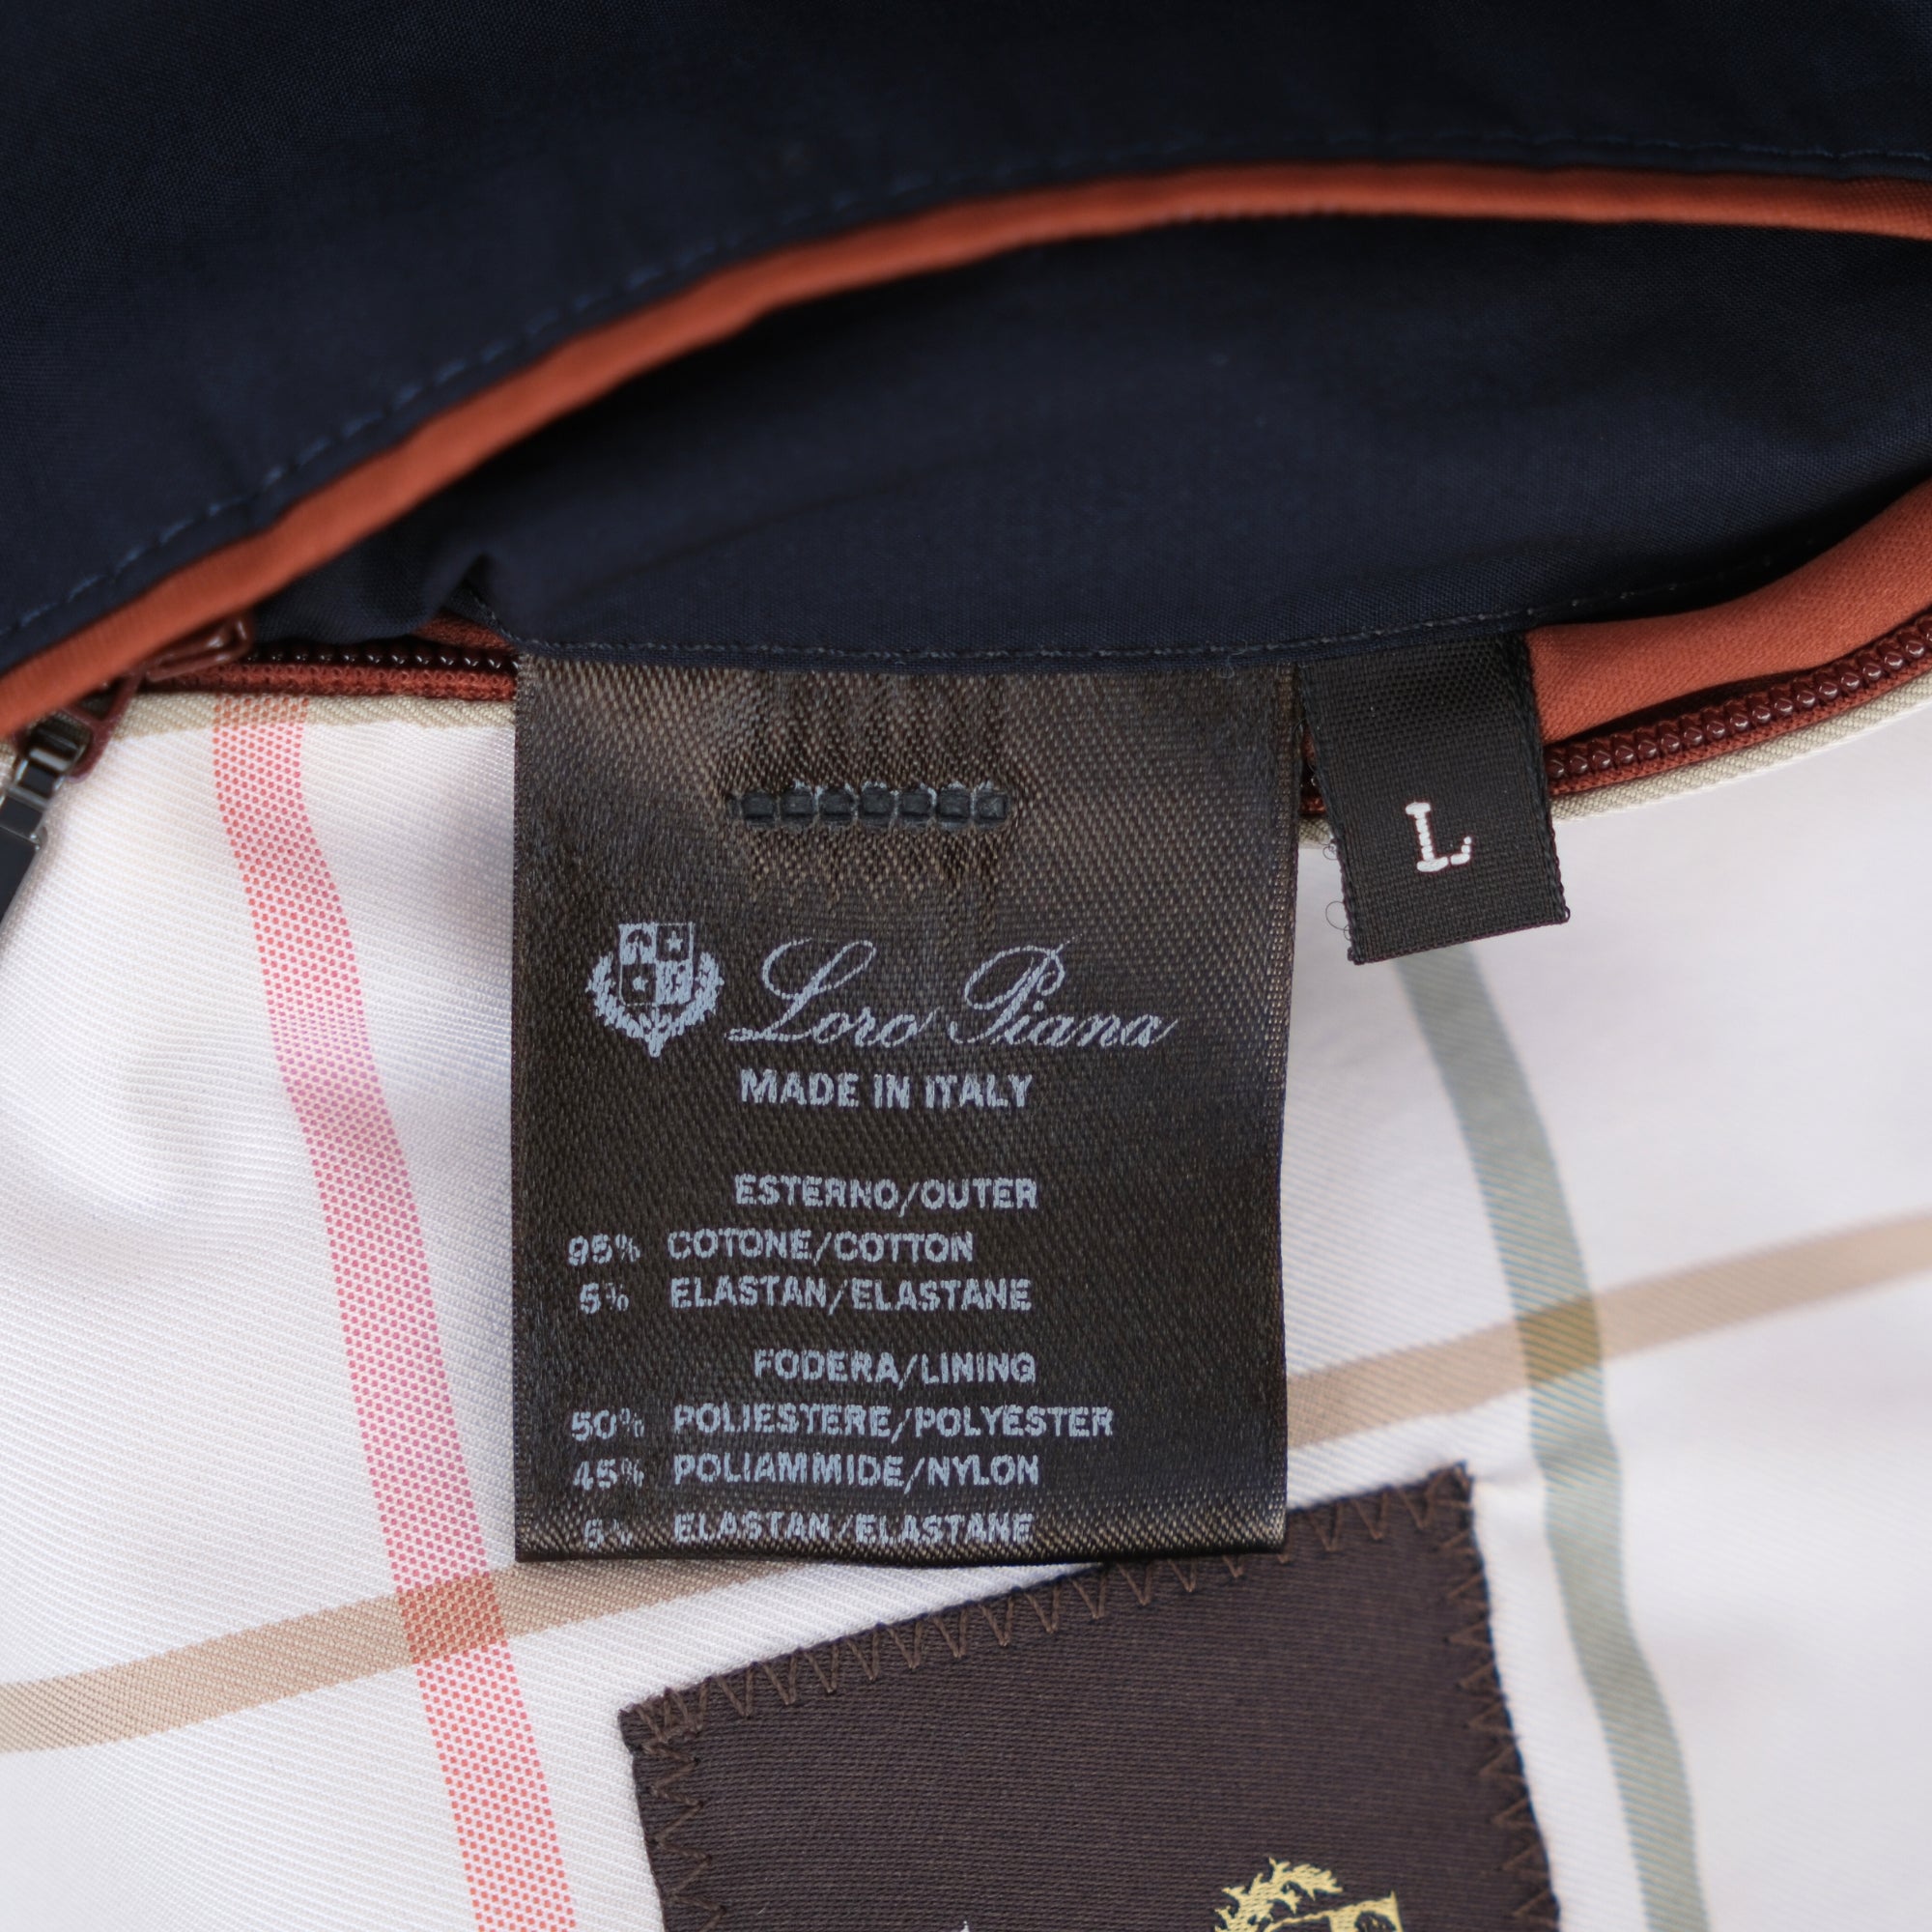 L
Loro Piana
MADE IN ITALY
ESTERNO/OUTER
95% COTONE/COTTON
5% ELASTAN/ELASTANE
FODERA/LINING
50% POLIESTERE/POLYESTER
45% POLIAMMIDE/NYLON
5% ELASTAN/ELASTANE